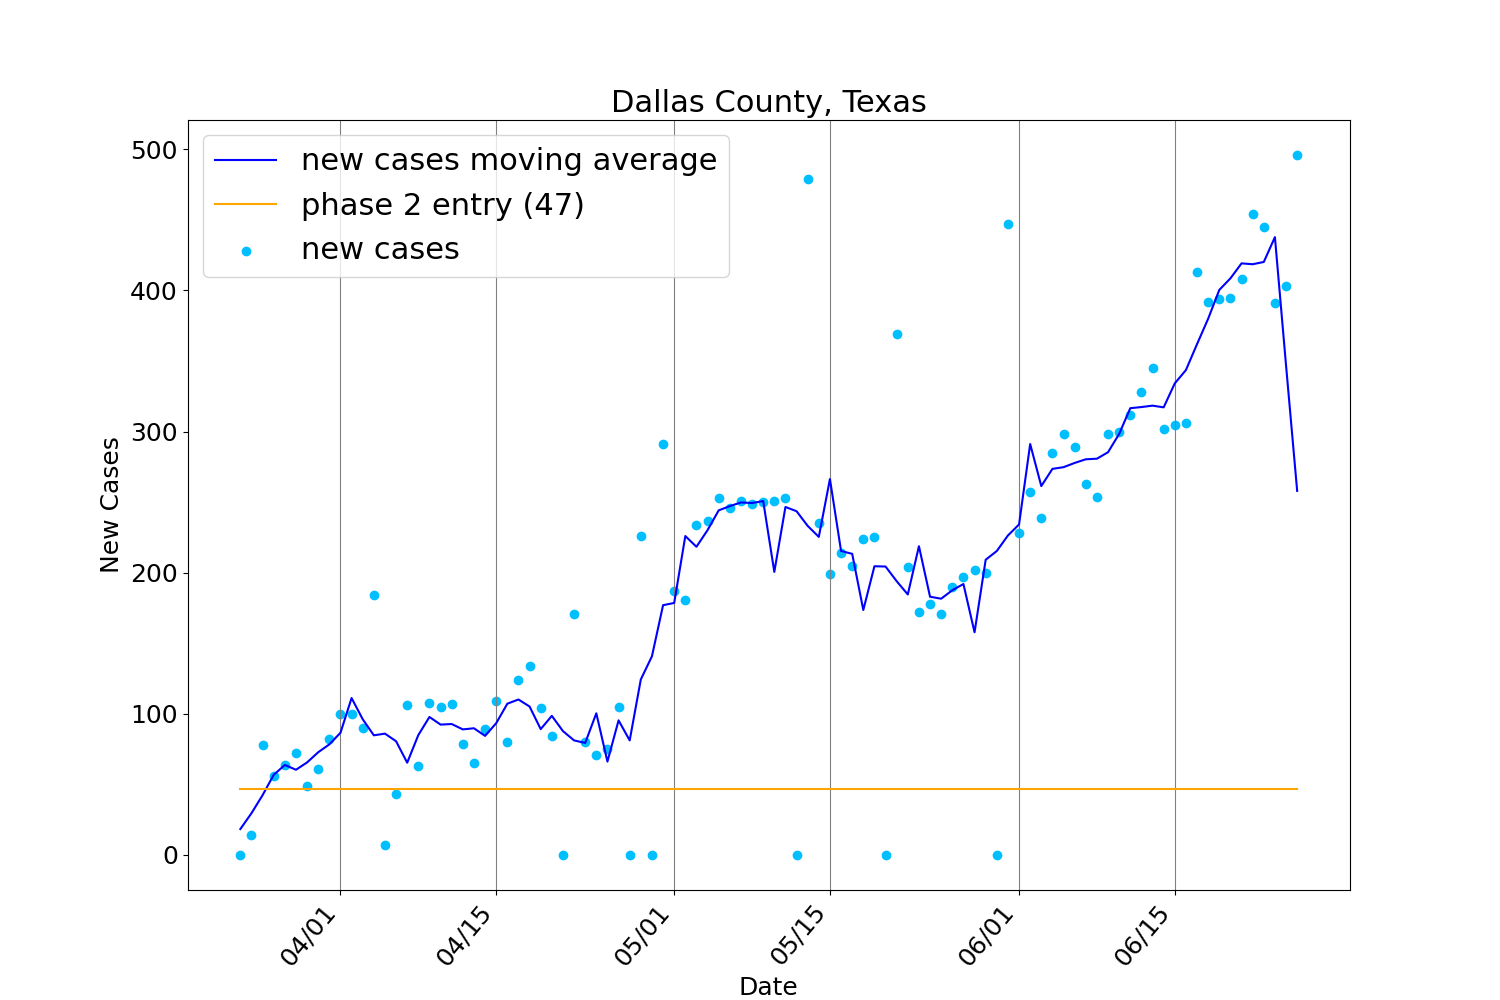 Dallas County, Texas
new cases moving average
phase 2 entry (47)
new cases
500
400
300
200
100
0
New Cases
04/01
04/15
05/01
05/15
06/01
06/15
Date